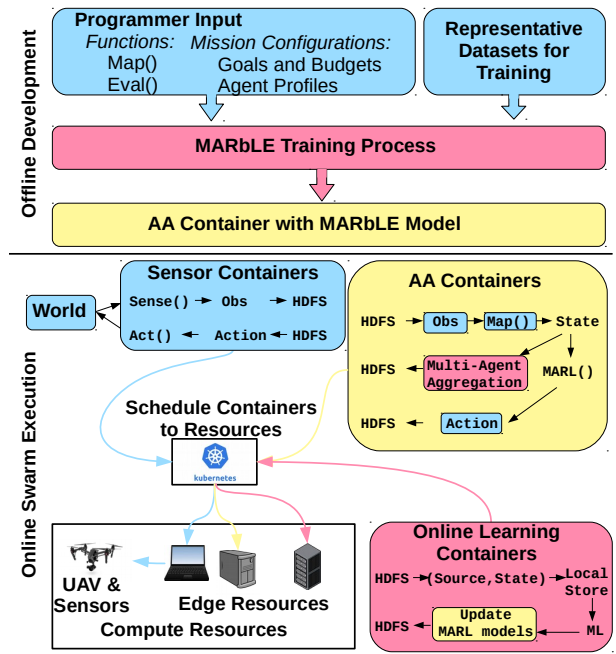 Offline Development
Programmer Input
Functions: Mission Configurations:
Map() Goals and Budgets
Eval() Agent Profiles
Representative
Datasets for
Training
MARbLE Training Process
AA Container with MARbLE Model
Online Swarm Execution
World
Sensor Containers
Sense() Obs HDFS
Act() Action HDFS
AA Containers
HDFS Obs Map() State
HDFS Multi-Agent
Aggregation
MARL()
HDFS Action
Schedule Containers
to Resources
kubernetes
UAV &
Sensors
Edge Resources
Compute Resources
Online Learning
Containers
HDFS (Source,State) Local
Store
HDFS Update
MARL models
ML